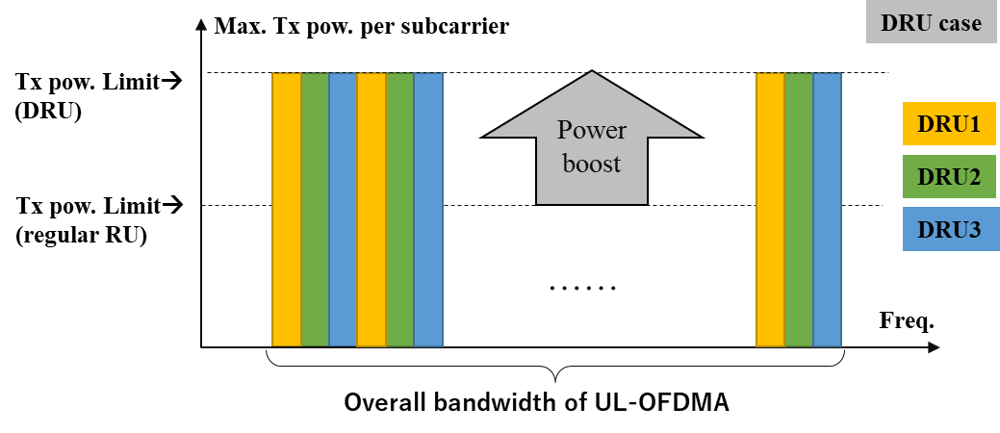 Max. Tx pow. per subcarrier
DRU case
Tx pow. Limit→
(DRU)
Power
boost
DRU1
DRU2
DRU3
Tx pow. Limit→
(regular RU)
......
Freq.
Overall bandwidth of UL-OFDMA